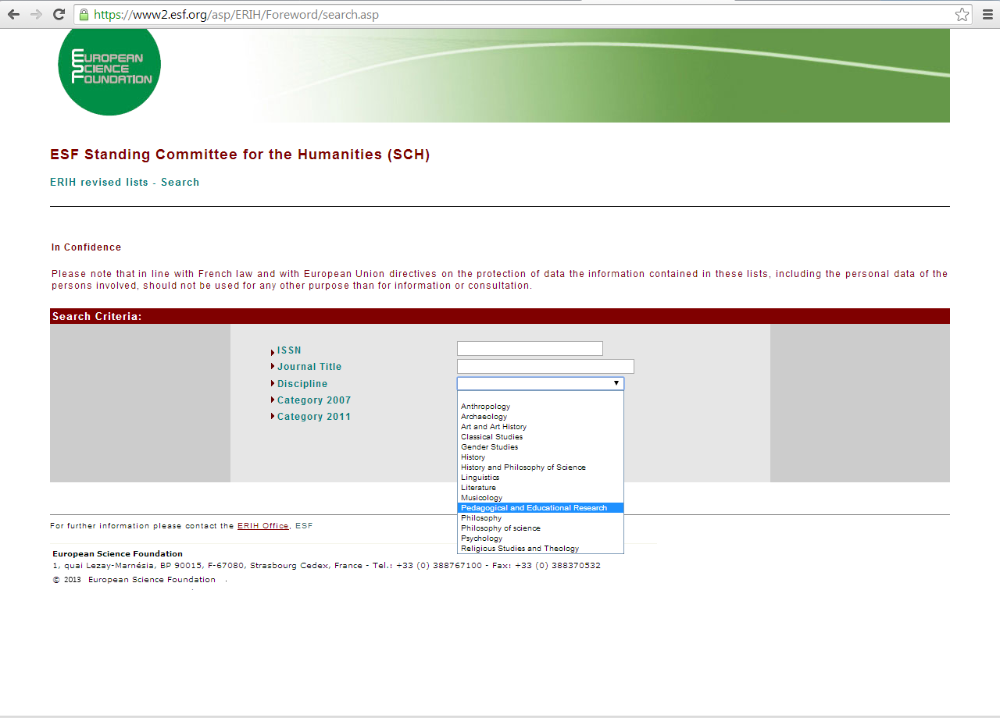 https://www2.esf.org/asp/ERIH/Foreword/search.asp
EUROPEAN
SCIENCE
FOUNDATION
ESF Standing Committee for the Humanities (SCH)
ERIH revised lists - Search
In Confidence
Please note that in line with French law and with European Union directives on the protection of data the information contained in these lists, including the personal data of the
persons involved, should not be used for any other purpose than for information or consultation.
Search Criteria:
ISSN
Journal Title
Discipline
Category 2007
Category 2011
Anthropology
Archaeology
Art and Art History
Classical Studies
Gender Studies
History
History and Philosophy of Science
Linguistics
Literature
Musicology
Pedagogical and Educational Research
Philosophy
Philosophy of science
Psychology
Religious Studies and Theology
For further information please contact the ERIH Office, ESF
European Science Foundation
1, quai Lezay-Marnésia, BP 90015, F-67080, Strasbourg Cedex, France - Tel.: +33 (0) 388767100 - Fax: +33 (0) 388370532
© 2013 European Science Foundation